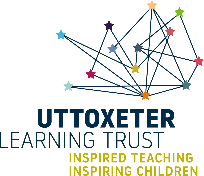 UTTOXETER
LEARNING TRUST
INSPIRED TEACHING
INSPIRING CHILDREN